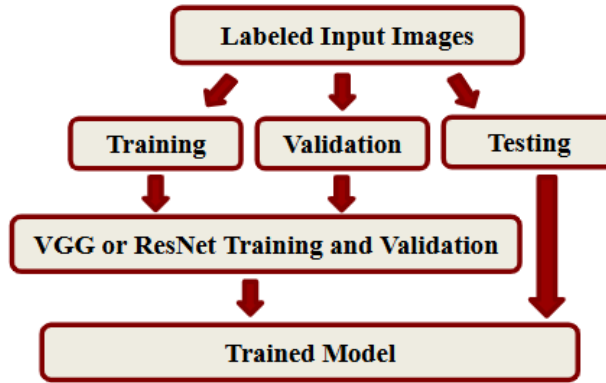 Labeled Input Images
Training
Validation
Testing
VGG or ResNet Training and Validation
Trained Model